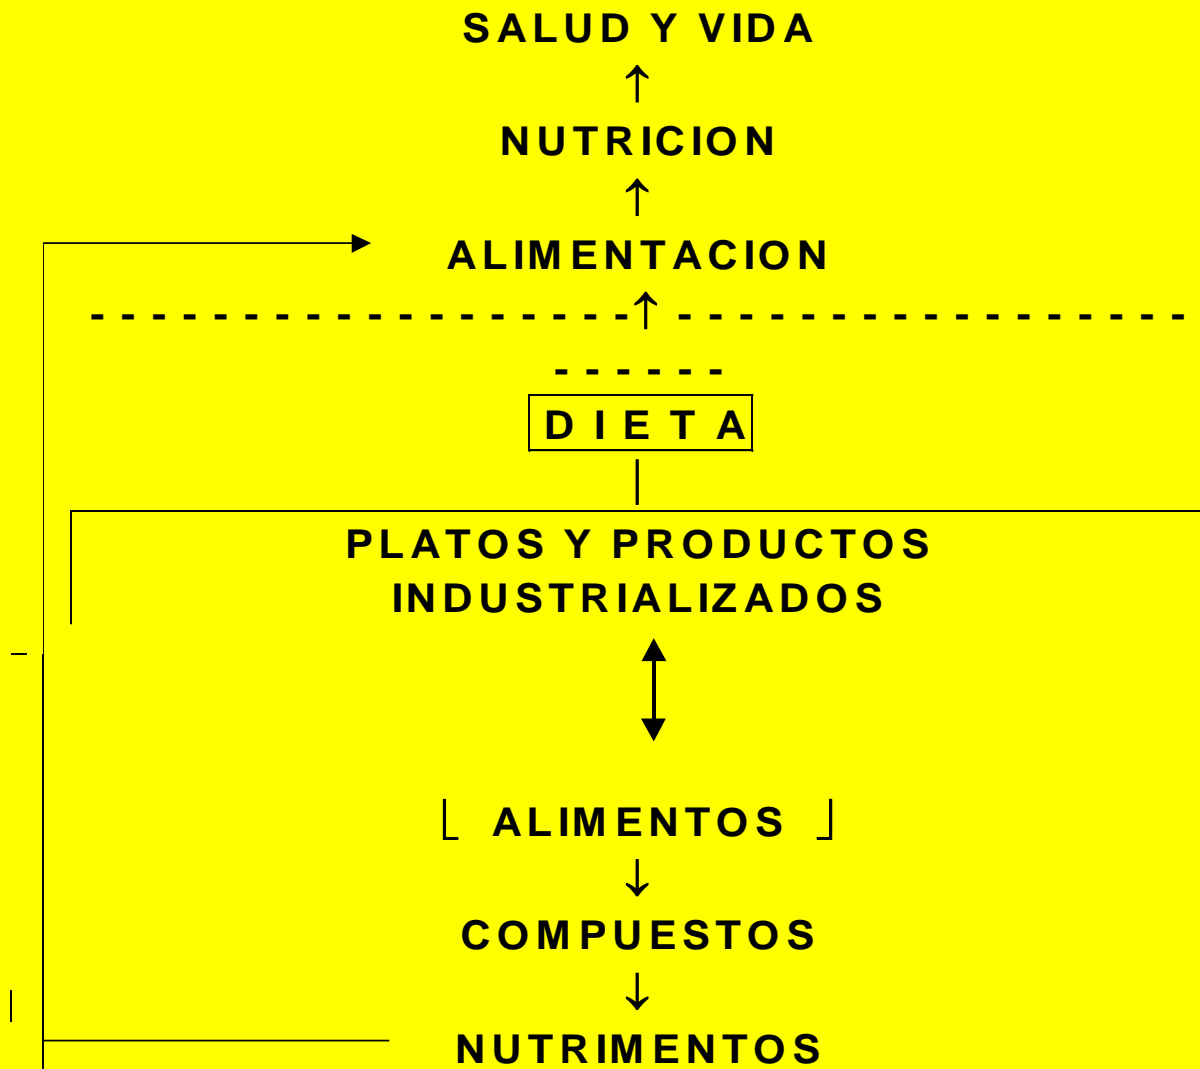 SALUD Y VIDA
↑
NUTRICION
↑
ALIMENTACION
- - - - - - - - - - - - - - - - - - ↑ - - - - - - - - - - - - - - - - -
- - - - - -
DIETA
PLATOS Y PRODUCTOS
INDUSTRIALIZADOS
ALIMENTOS
↓
COMPUESTOS
↓
NUTRIMENTOS